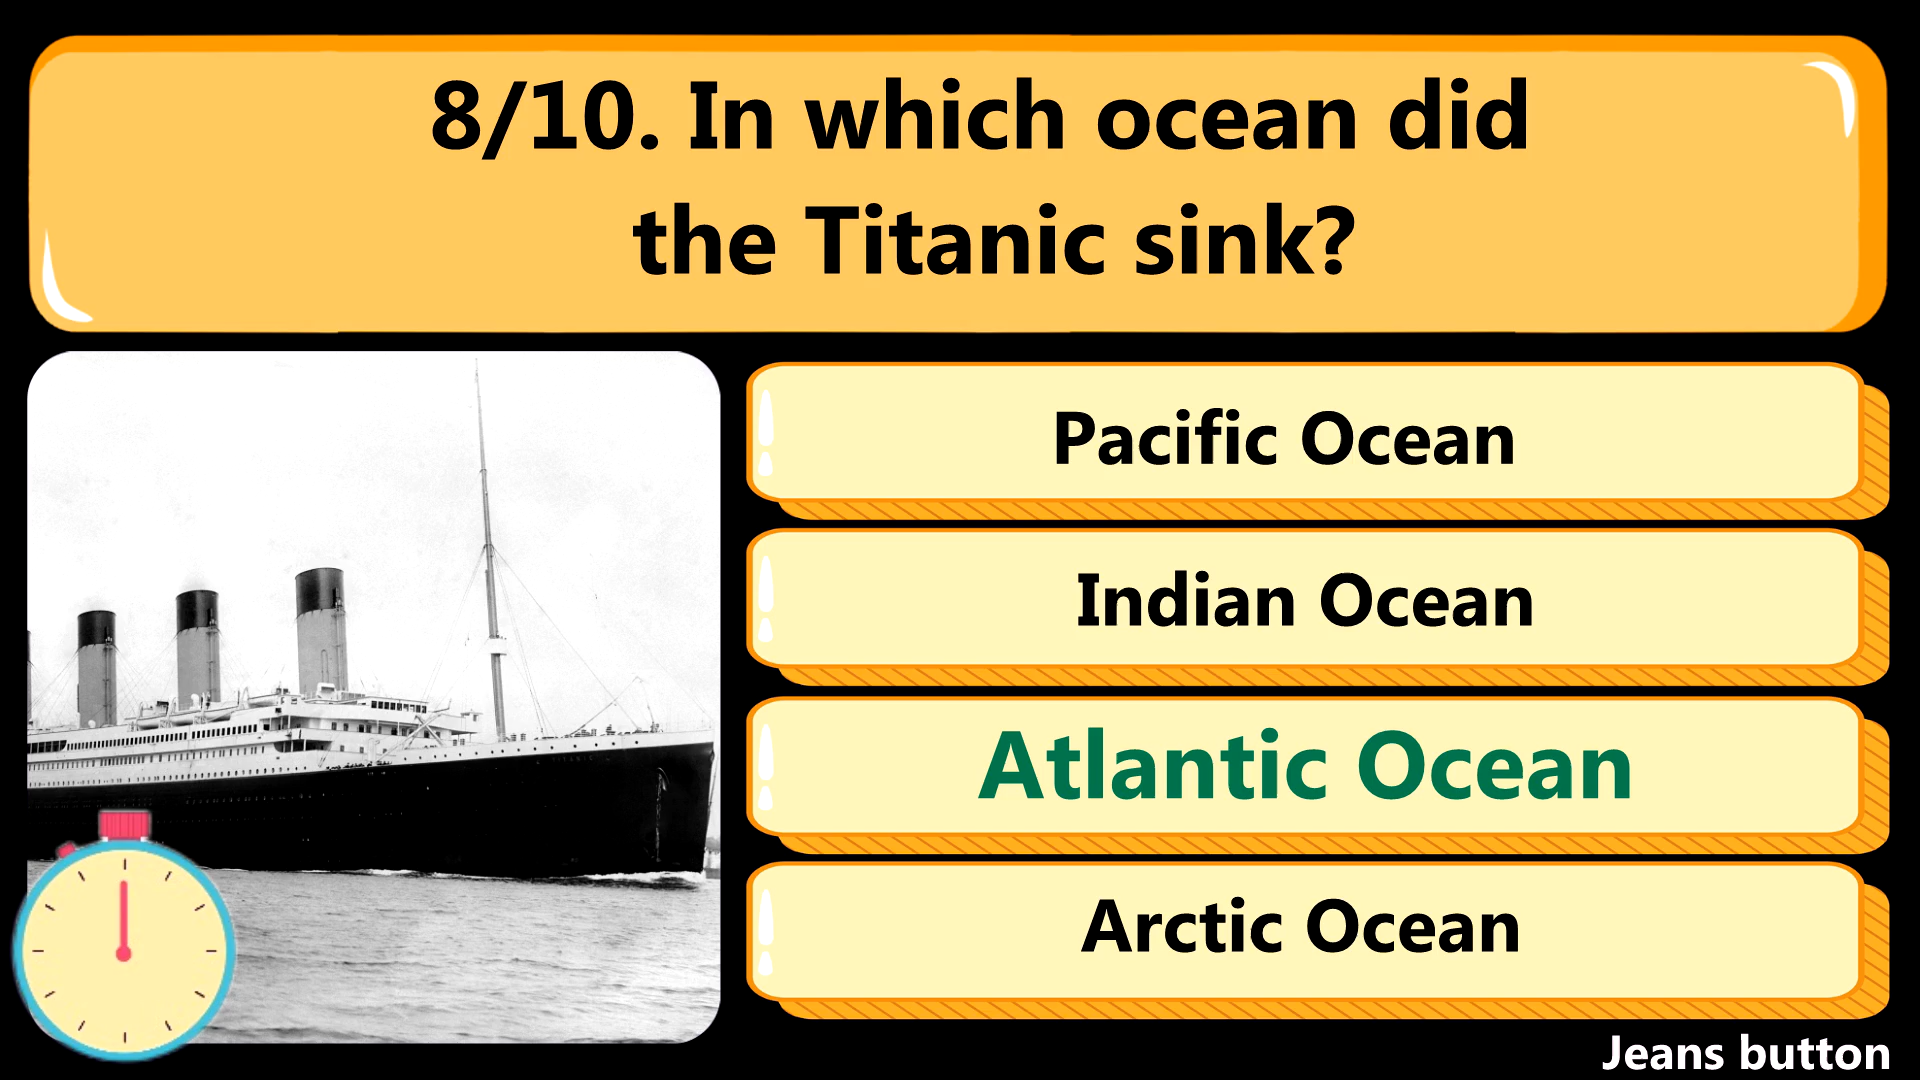 8/10. In which ocean did
the Titanic sink?
Pacific Ocean
Indian Ocean
Atlantic Ocean
Arctic Ocean
Jeans button